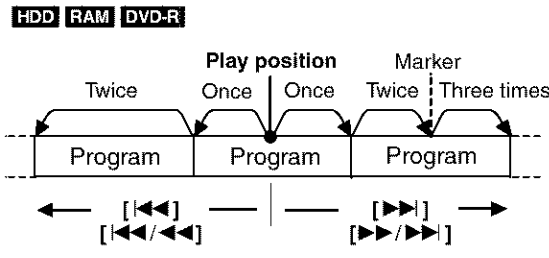 HDD RAM DVD-R
Play position
Marker
Twice Once Once Twice Three times
Program Program Program
[⏮] [⏭]
[⏮/◀◀] [▶▶/⏭]